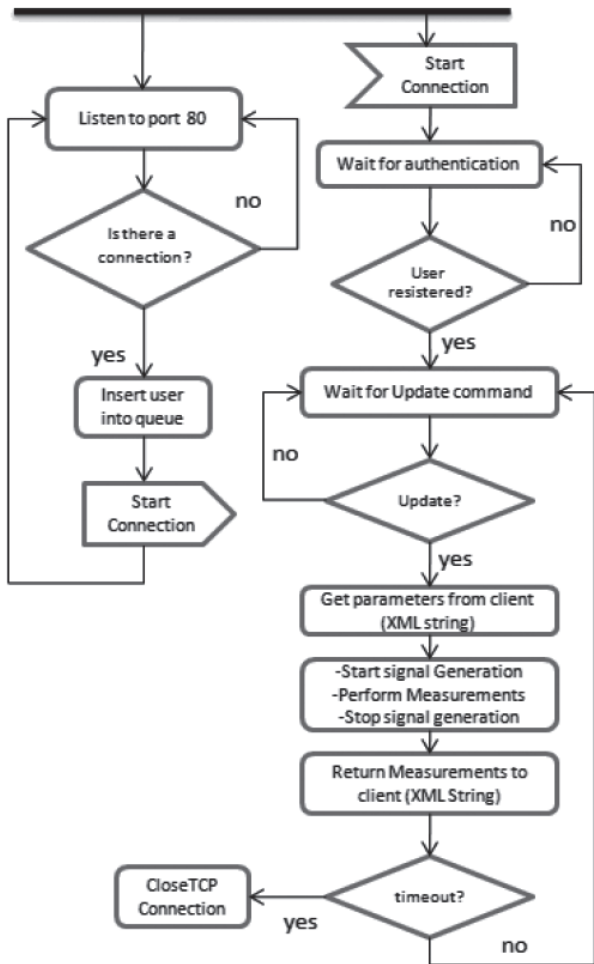 Listen to port 80
Is there a
connection?
no
yes
Insert user
into queue
Start
Connection
Start
Connection
Wait for authentication
User
resistered?
no
yes
Wait for Update command
no
Update?
yes
Get parameters from client
(XML string)
-Start signal Generation
-Perform Measurements
-Stop signal generation
Return Measurements to
client (XML String)
timeout?
yes
CloseTCP
Connection
no